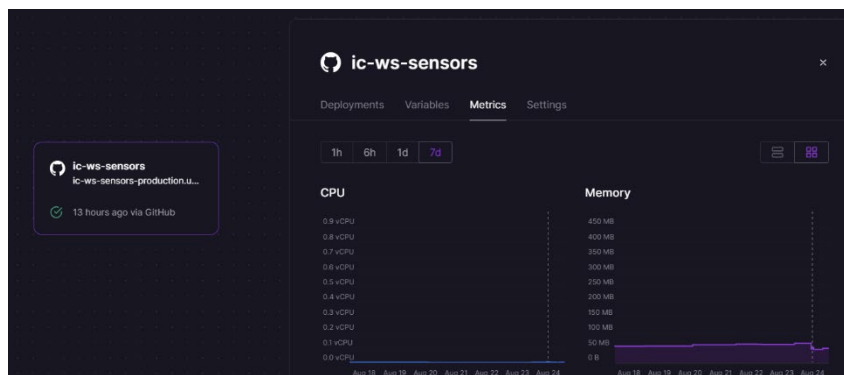 ic-ws-sensors
Deployments Variables Metrics Settings
ic-ws-sensors
ic-ws-sensors-production.u...
13 hours ago via GitHub
1h 6h 1d 7d
CPU
0.9 vCPU
0.8 vCPU
0.7 vCPU
0.6 vCPU
0.5 vCPU
0.4 vCPU
0.3 vCPU
0.2 vCPU
0.1 vCPU
0.0 vCPU
Aug 18 Aug 19 Aug 20 Aug 21 Aug 22 Aug 23 Aug 24
Memory
450 MB
400 MB
350 MB
300 MB
250 MB
200 MB
150 MB
100 MB
50 MB
0 B
Aug 18 Aug 19 Aug 20 Aug 21 Aug 22 Aug 23 Aug 24